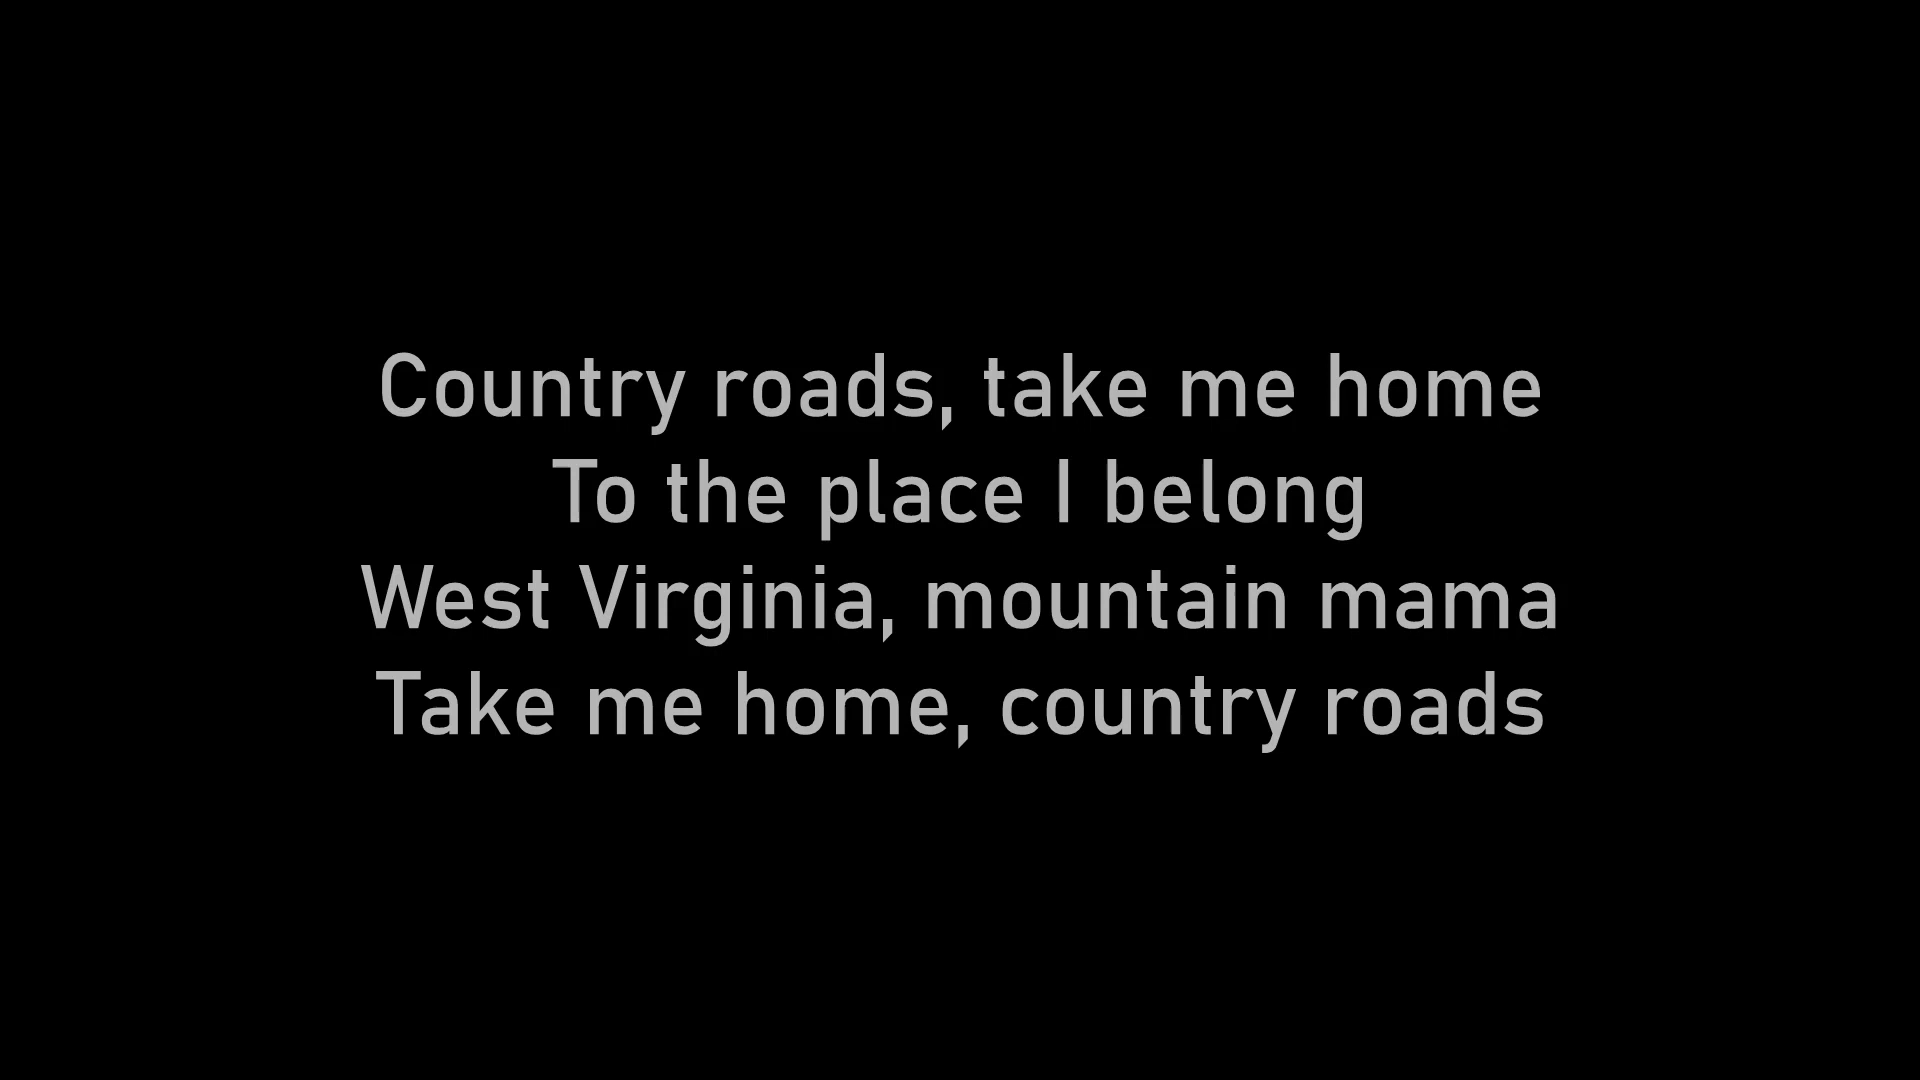 Country roads, take me home
To the place I belong
West Virginia, mountain mama
Take me home, country roads